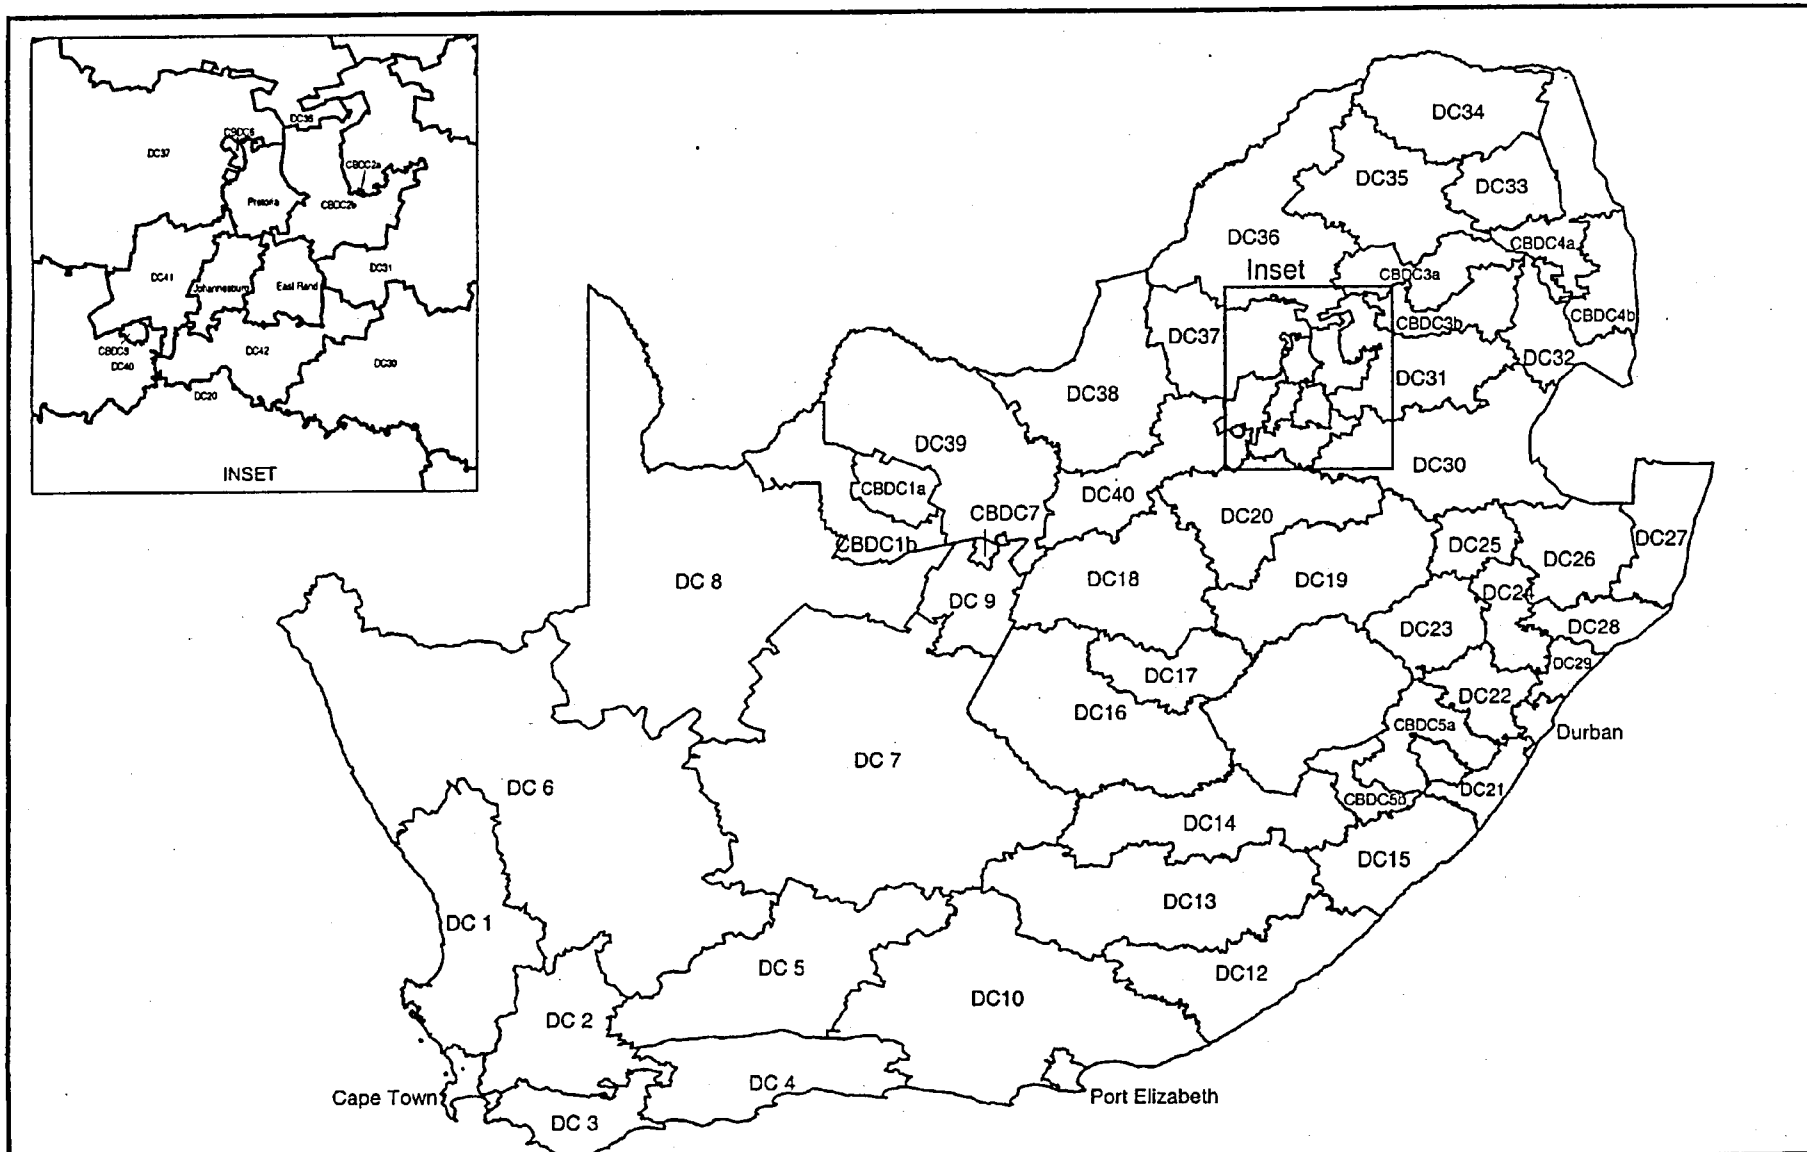 DC36
CBDC6
DC37
CBDC2a
Pretoria
CBDC2b
DC41
DC31
Johannesburg
East Rand
CBDC8
DC42
DC40
DC30
DC20
INSET
DC34
DC35
DC33
DC36
CBDC4a
Inset
CBDC3a
CBDC4b
CBDC3b
DC37
DC32
DC31
DC38
DC39
DC30
CBDC1a
DC40
CBDC7
DC20
DC27
CBDC1b
DC25
DC26
DC 8
DC18
DC19
DC24
DC 9
DC23
DC28
DC29
DC17
DC22
DC16
CBDC5a
Durban
DC 7
DC 6
DC21
CBDC5b
DC14
DC15
DC13
DC 1
DC 5
DC12
DC10
DC 2
DC 4
Cape Town
Port Elizabeth
DC 3